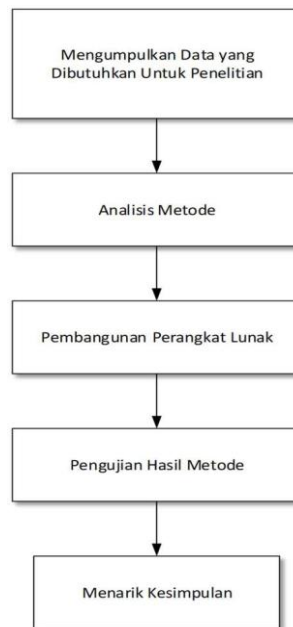 Mengumpulkan Data yang
Dibutuhkan Untuk Penelitian
Analisis Metode
Pembangunan Perangkat Lunak
Pengujian Hasil Metode
Menarik Kesimpulan